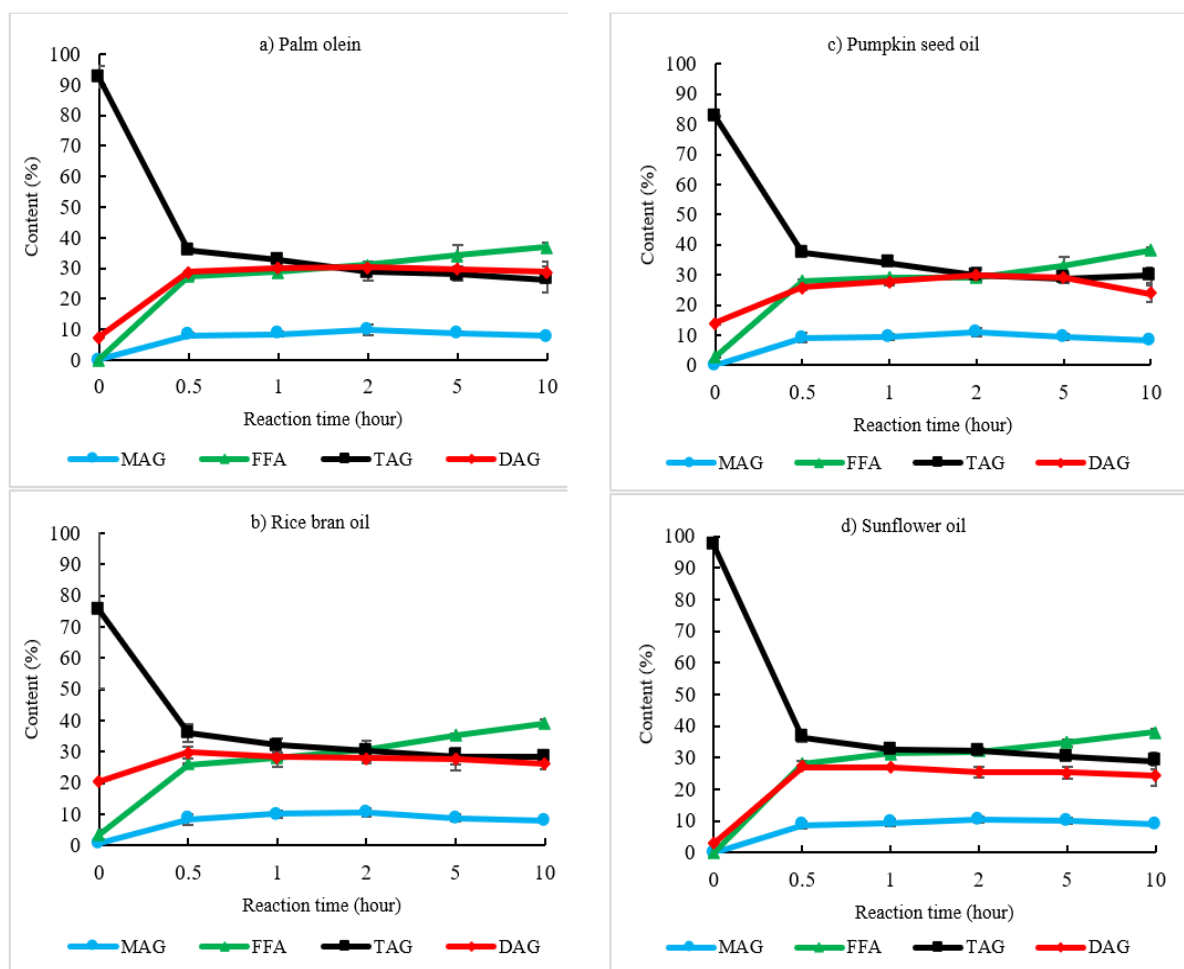 a) Palm olein
100
90
80
70
60
50
40
30
20
10
0
Content (%)
0 0.5 1 2 5 10
Reaction time (hour)
MAG FFA TAG DAG
c) Pumpkin seed oil
100
90
80
70
60
50
40
30
20
10
0
Content (%)
0 0.5 1 2 5 10
Reaction time (hour)
MAG FFA TAG DAG
b) Rice bran oil
100
90
80
70
60
50
40
30
20
10
0
Content (%)
0 0.5 1 2 5 10
Reaction time (hour)
MAG FFA TAG DAG
d) Sunflower oil
100
90
80
70
60
50
40
30
20
10
0
Content (%)
0 0.5 1 2 5 10
Reaction time (hour)
MAG FFA TAG DAG